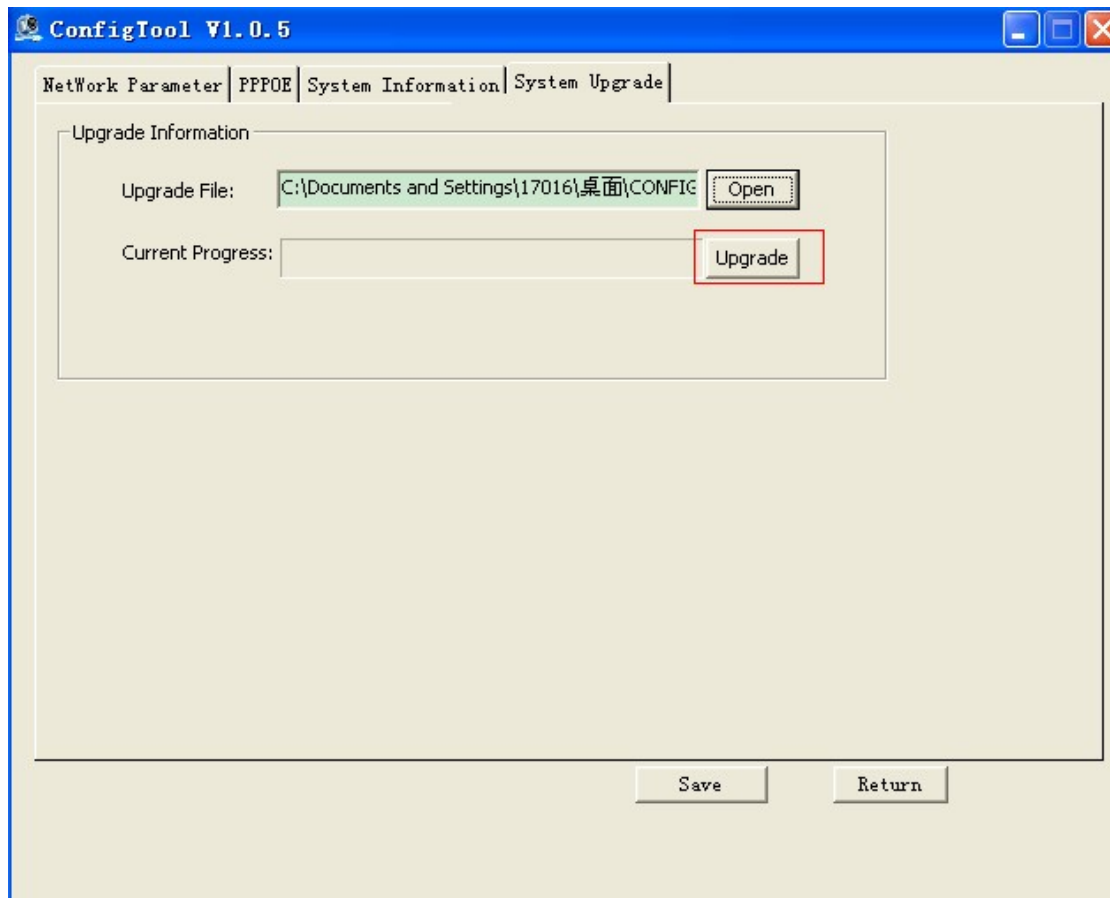 ConfigTool V1.0.5
NetWork Parameter PPPOE System Information System Upgrade
Upgrade Information
Upgrade File: C:\Documents and Settings\17016\桌面\CONFIG Open
Current Progress: Upgrade
Save Return